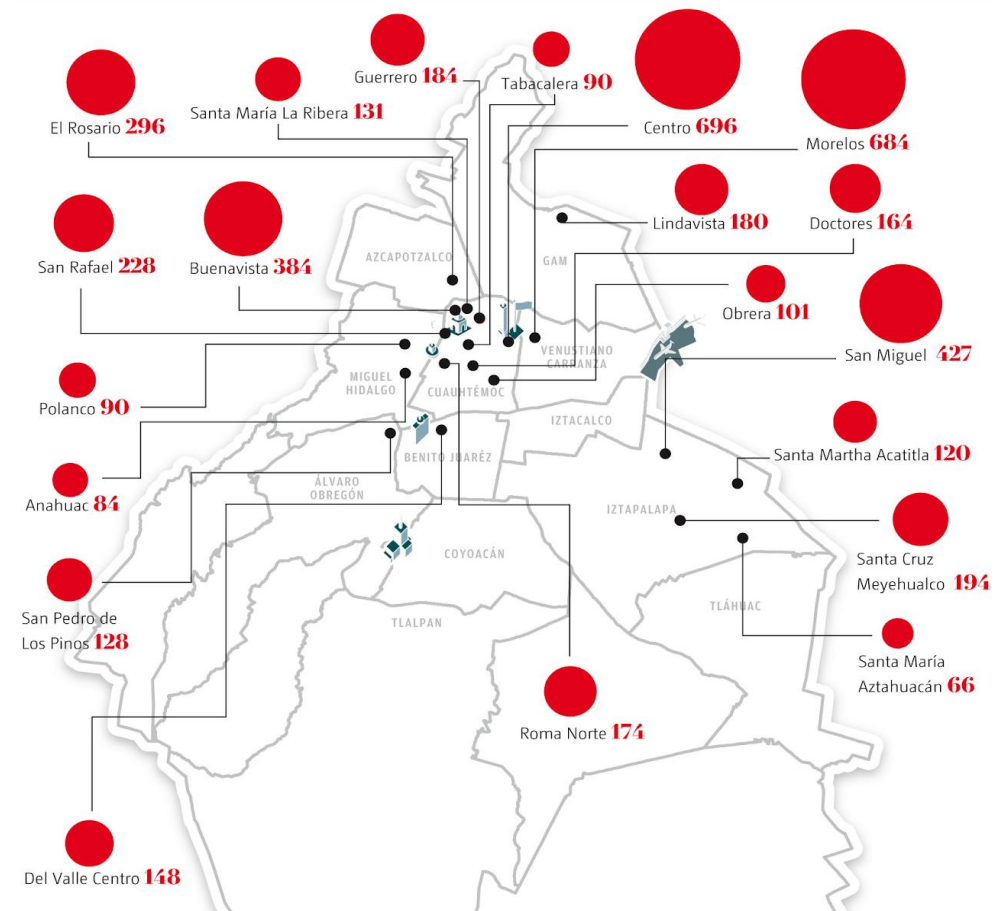 Guerrero 184
Tabacalera 90
Santa María La Ribera 131
El Rosario 296
Centro 696
Morelos 684
Lindavista 180
Doctores 164
San Rafael 228
Buenavista 384
AZCAPOTZALCO
GAM
Obrera 101
San Miguel 427
VENUSTIANO
CARRANZA
MIGUEL
HIDALGO
CUAUHTÉMOC
Polanco 90
IZTACALCO
BENITO JUÁREZ
Santa Martha Acatitla 120
ÁLVARO
OBREGÓN
Anahuac 84
IZTAPALAPA
COYOACÁN
Santa Cruz
Meyehualco 194
TLÁHUAC
TLALPAN
San Pedro de
Los Pinos 128
Santa María
Aztahuacán 66
Roma Norte 174
Del Valle Centro 148